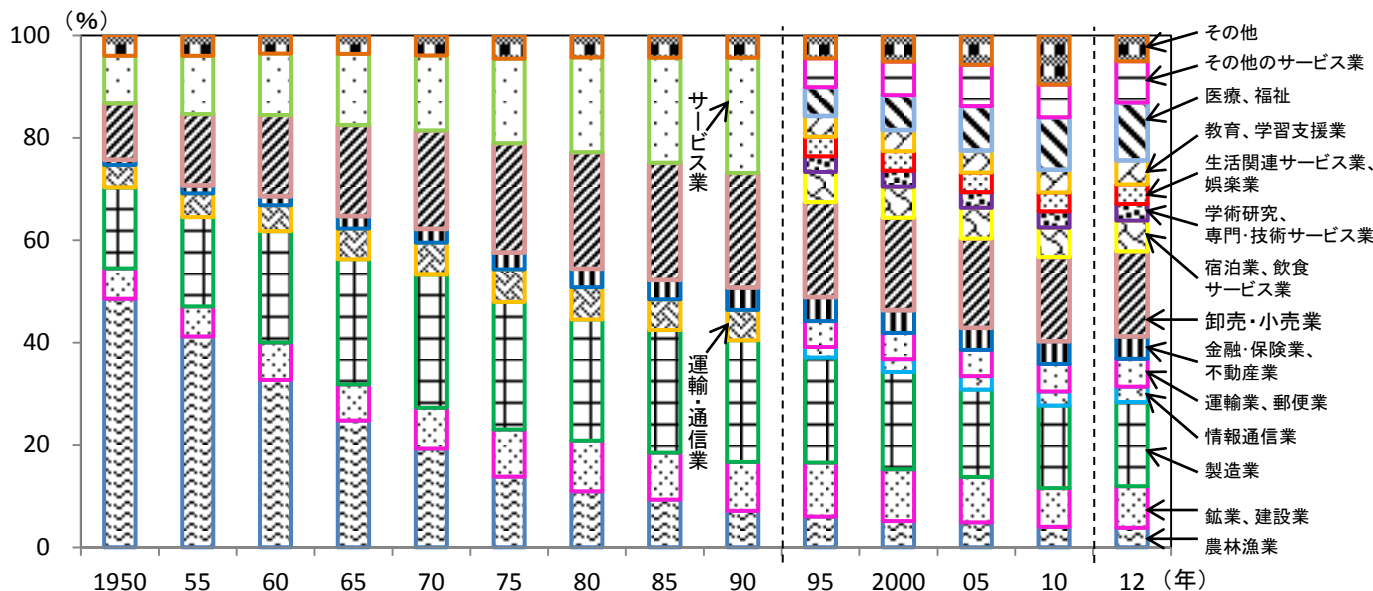 (%)
100
80
60
40
20
0
1950 55 60 65 70 75 80 85 90 95 2000 05 10 12 (年)
サービス業
運輸・通信業
その他
その他のサービス業
医療、福祉
教育、学習支援業
生活関連サービス業、
娯楽業
学術研究、
専門・技術サービス業
宿泊業、飲食
サービス業
卸売・小売業
金融・保険業、
不動産業
運輸業、郵便業
情報通信業
製造業
鉱業、建設業
農林漁業